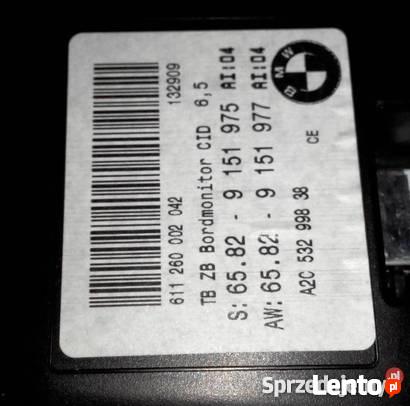 BMW
132909
611 260 002 042
TB ZB Bordmonitor CID 6,5
S: 65.82 - 9 151 975 AI:04
AW: 65.82 - 9 151 977 AI:04
A2C 532 998 38 CE
Lento.pl